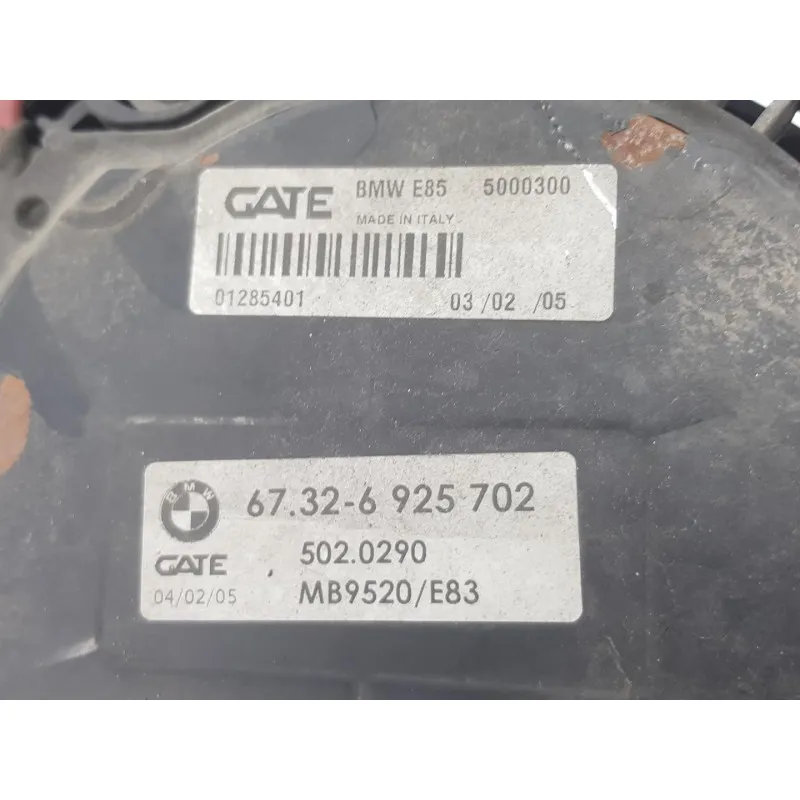 GATE BMW E85 5000300
MADE IN ITALY
01285401 03/02 /05
BMW 67.32-6 925 702
GATE 502.0290
04/02/05 MB9520/E83